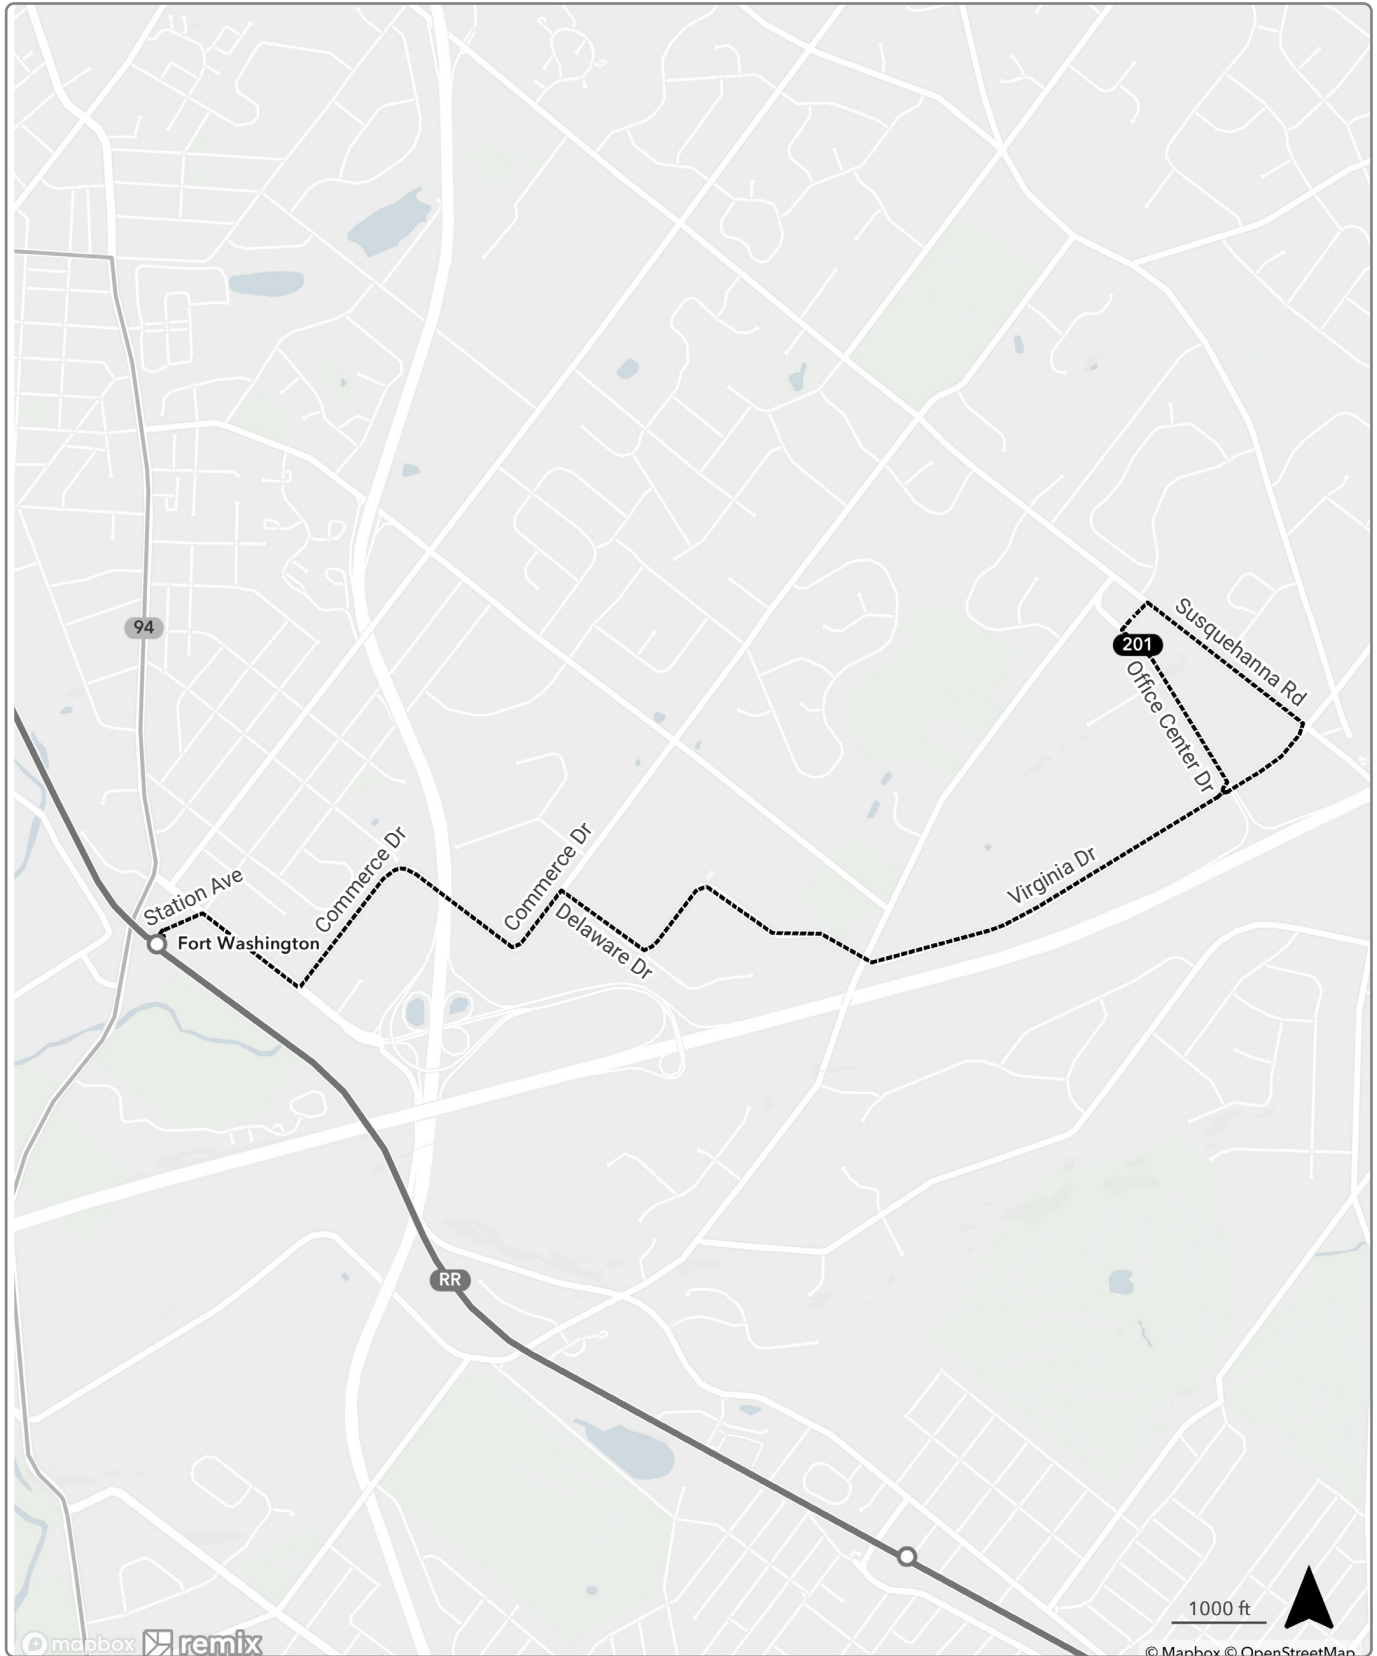 Susquehanna Rd
94
201
Office Center Dr
Commerce Dr
Commerce Dr
Virginia Dr
Station Ave
Delaware Dr
Fort Washington
RR
1000 ft
mapbox
remix
© Mapbox © OpenStreetMap